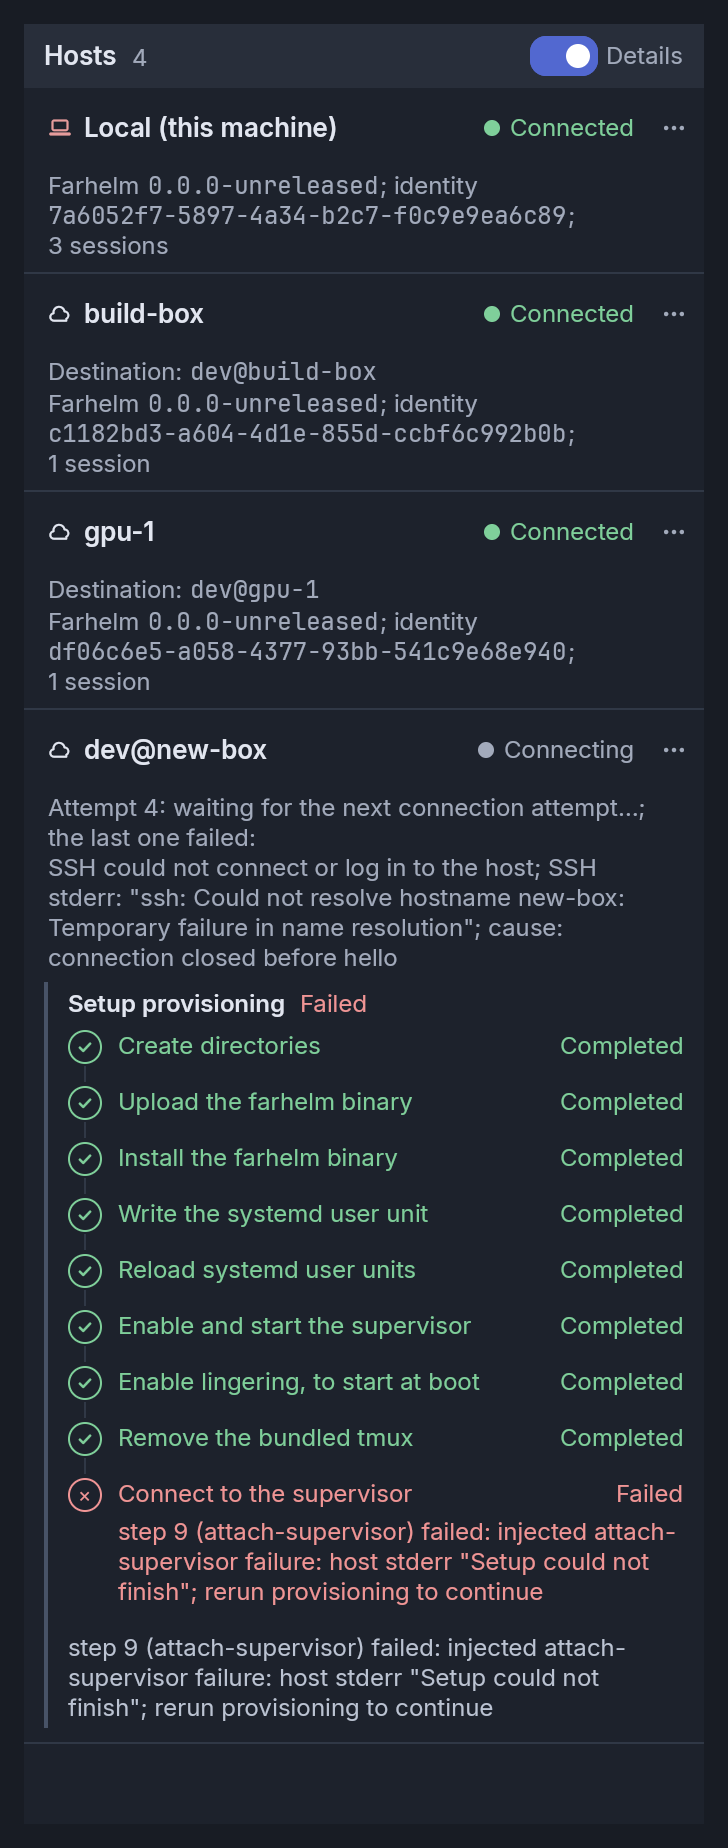 Hosts 4 Details
Local (this machine) Connected ...
Farhelm 0.0.0-unreleased; identity
7a6052f7-5897-4a34-b2c7-f0c9e9ea6c89;
3 sessions
build-box Connected ...
Destination: dev@build-box
Farhelm 0.0.0-unreleased; identity
c1182bd3-a604-4d1e-855d-ccbf6c992b0b;
1 session
gpu-1 Connected ...
Destination: dev@gpu-1
Farhelm 0.0.0-unreleased; identity
df06c6e5-a058-4377-93bb-541c9e68e940;
1 session
dev@new-box Connecting ...
Attempt 4: waiting for the next connection attempt...;
the last one failed:
SSH could not connect or log in to the host; SSH
stderr: "ssh: Could not resolve hostname new-box:
Temporary failure in name resolution"; cause:
connection closed before hello
Setup provisioning Failed
Create directories Completed
Upload the farhelm binary Completed
Install the farhelm binary Completed
Write the systemd user unit Completed
Reload systemd user units Completed
Enable and start the supervisor Completed
Enable lingering, to start at boot Completed
Remove the bundled tmux Completed
Connect to the supervisor Failed
step 9 (attach-supervisor) failed: injected attach-
supervisor failure: host stderr "Setup could not
finish"; rerun provisioning to continue
step 9 (attach-supervisor) failed: injected attach-
supervisor failure: host stderr "Setup could not
finish"; rerun provisioning to continue